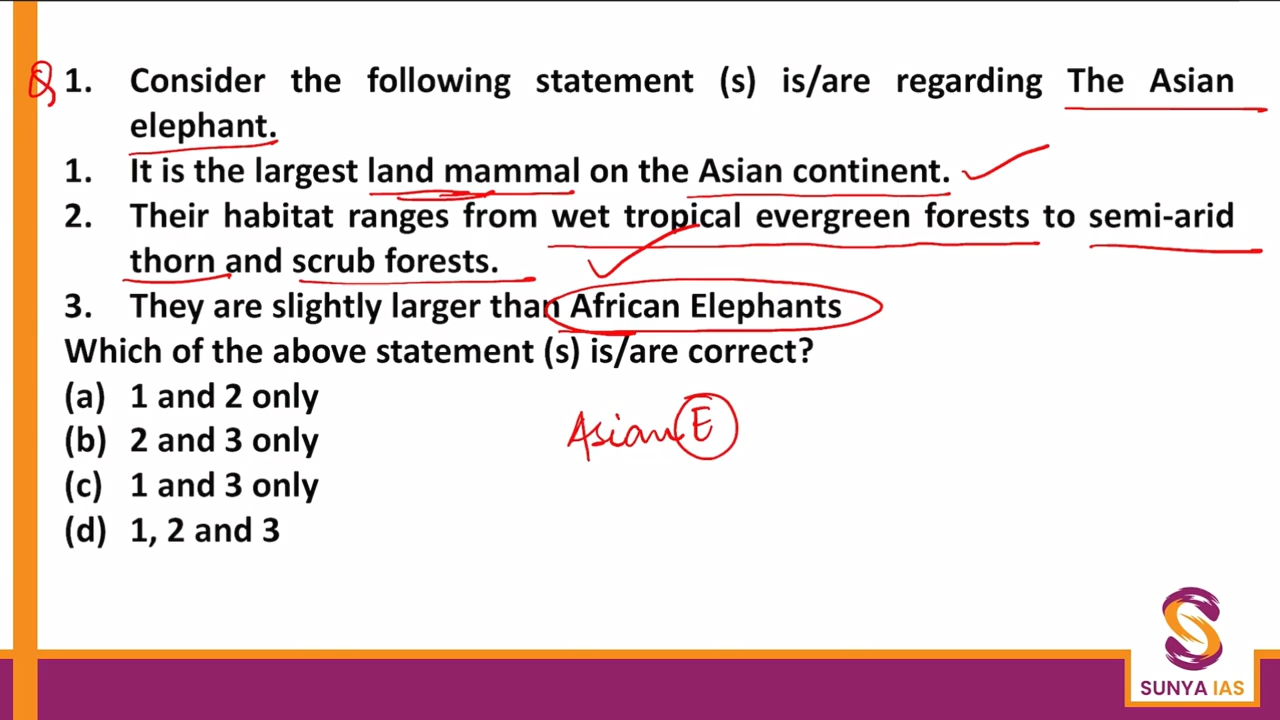 Q 1. Consider the following statement (s) is/are regarding The Asian
elephant.
1. It is the largest land mammal on the Asian continent.
2. Their habitat ranges from wet tropical evergreen forests to semi-arid
thorn and scrub forests.
3. They are slightly larger than African Elephants
Which of the above statement (s) is/are correct?
(a) 1 and 2 only
Asian E
(b) 2 and 3 only
(c) 1 and 3 only
(d) 1, 2 and 3
S
SUNYA IAS